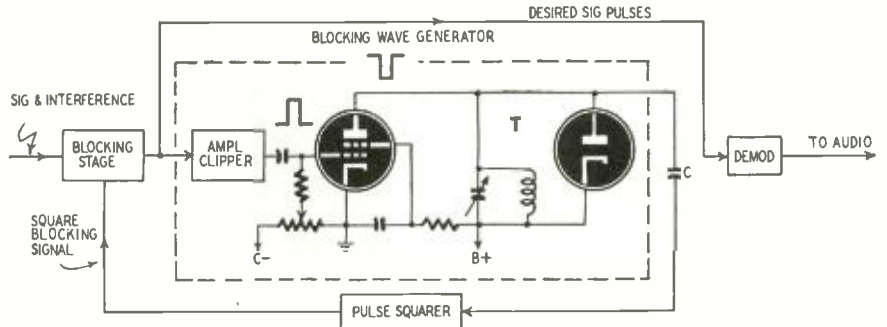 DESIRED SIG PULSES
BLOCKING WAVE GENERATOR
SIG & INTERFERENCE
T
BLOCKING
STAGE
AMPL
CLIPPER
DEMOD
TO AUDIO
C
SQUARE
BLOCKING
SIGNAL
C-
B+
PULSE SQUARER